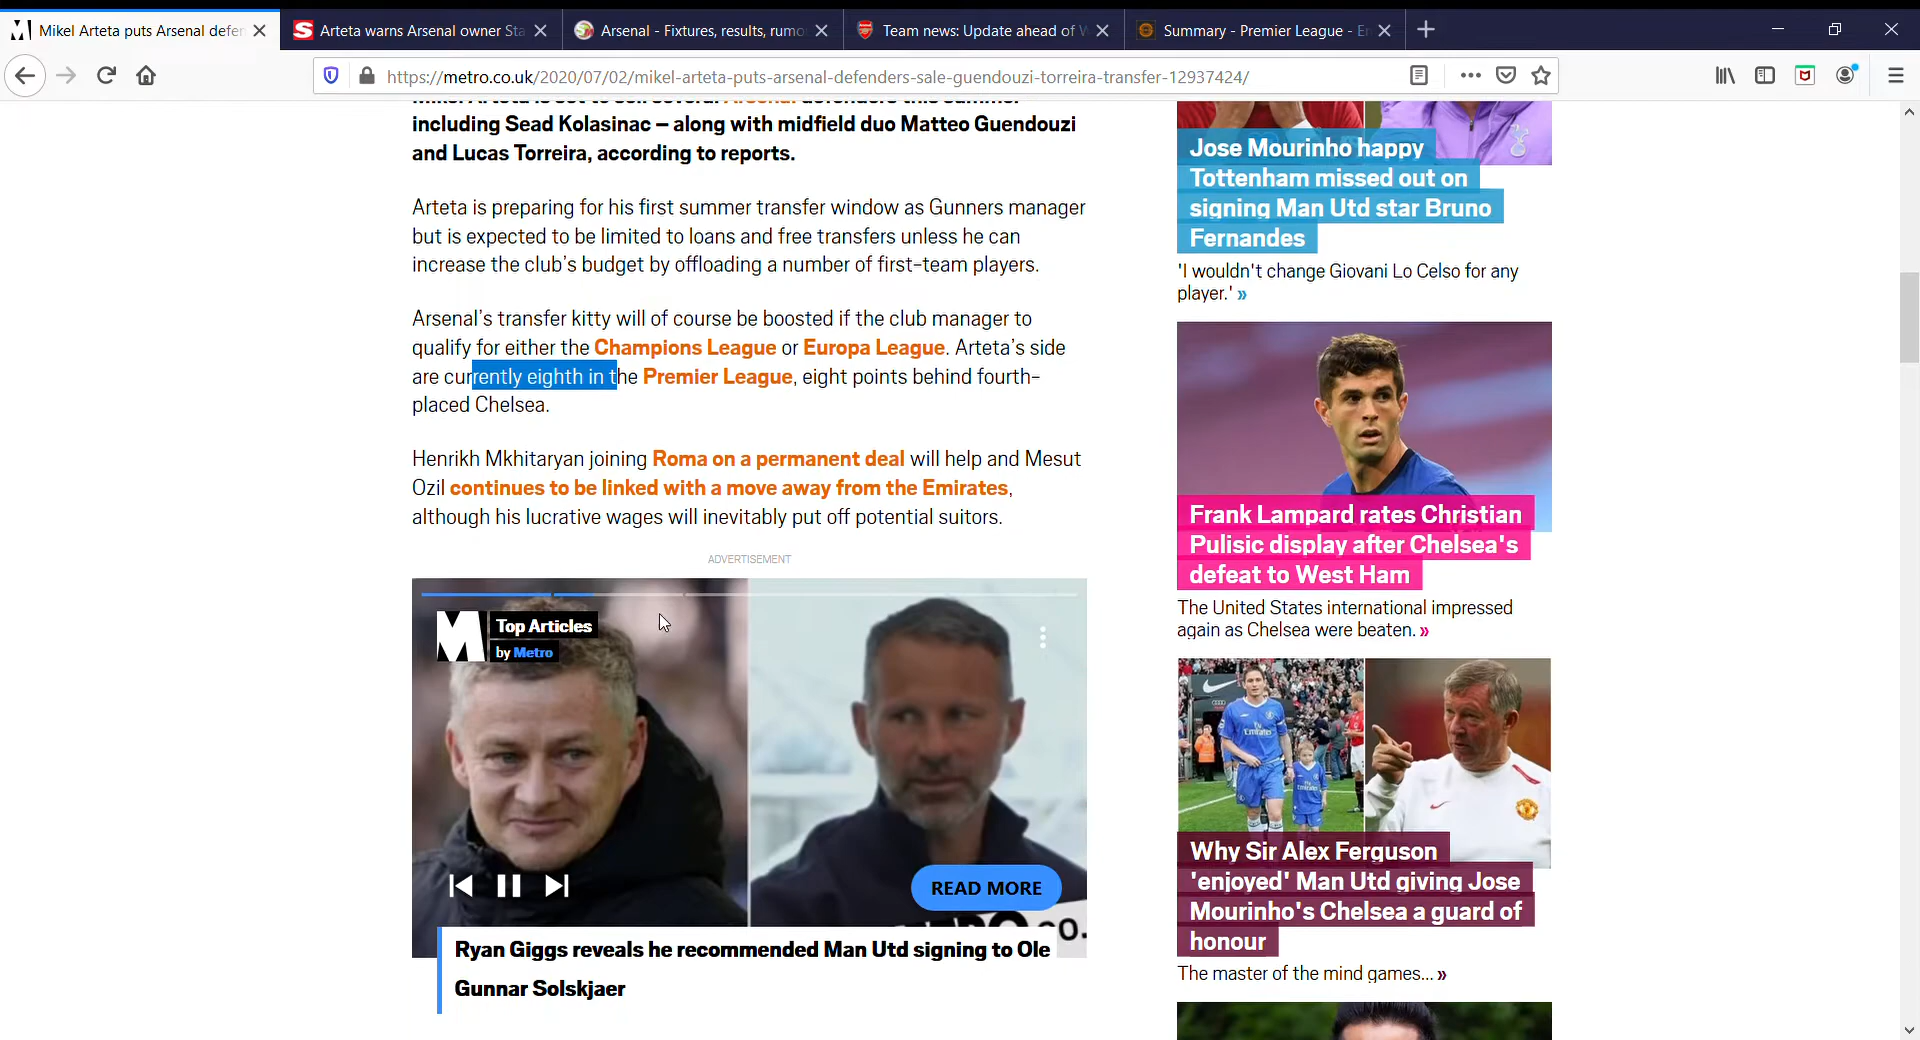 Mikel Arteta puts Arsenal defen
Arteta warns Arsenal owner Sta
Arsenal - Fixtures, results, rumo
Team news: Update ahead of W
Summary - Premier League - En
https://metro.co.uk/2020/07/02/mikel-arteta-puts-arsenal-defenders-sale-guendouzi-torreira-transfer-12937424/
Mikel Arteta is set to sell several Arsenal defenders this summer
including Sead Kolasinac – along with midfield duo Matteo Guendouzi
and Lucas Torreira, according to reports.
Arteta is preparing for his first summer transfer window as Gunners manager
but is expected to be limited to loans and free transfers unless he can
increase the club's budget by offloading a number of first-team players.
Arsenal's transfer kitty will of course be boosted if the club manager to
qualify for either the Champions League or Europa League. Arteta's side
are currently eighth in the Premier League, eight points behind fourth-
placed Chelsea.
Henrikh Mkhitaryan joining Roma on a permanent deal will help and Mesut
Ozil continues to be linked with a move away from the Emirates,
although his lucrative wages will inevitably put off potential suitors.
ADVERTISEMENT
Top Articles
by Metro
READ MORE
CO.
Ryan Giggs reveals he recommended Man Utd signing to Ole
Gunnar Solskjaer
Jose Mourinho happy
Tottenham missed out on
signing Man Utd star Bruno
Fernandes
'I wouldn't change Giovani Lo Celso for any
player.' »
Frank Lampard rates Christian
Pulisic display after Chelsea's
defeat to West Ham
The United States international impressed
again as Chelsea were beaten. »
Why Sir Alex Ferguson
'enjoyed' Man Utd giving Jose
Mourinho's Chelsea a guard of
honour
The master of the mind games... »